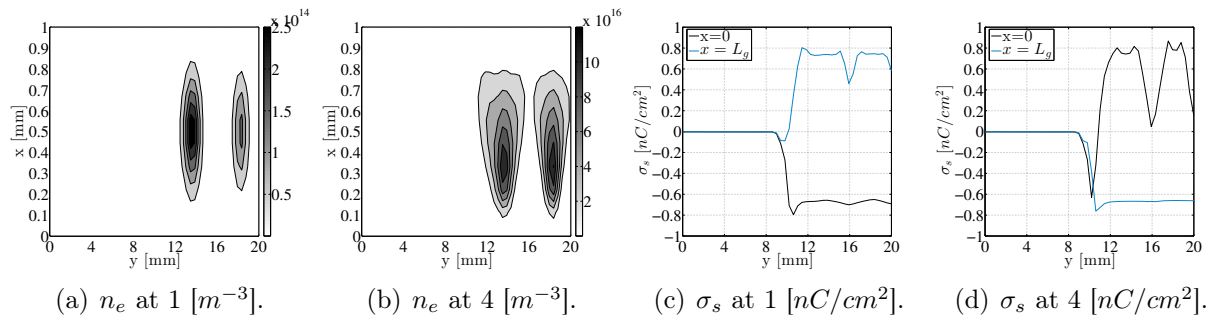 x 10^14
1
0.9
0.8
0.7
0.6
0.5
0.4
0.3
0.2
0.1
0
x [mm]
0 4 8 12 16 20
y [mm]
2.5
2
1.5
1
0.5
(a) n_e at 1 [m^{-3}].
x 10^16
1
0.9
0.8
0.7
0.6
0.5
0.4
0.3
0.2
0.1
0
x [mm]
0 4 8 12 16 20
y [mm]
10
8
6
4
2
(b) n_e at 4 [m^{-3}].
1
0.8
0.6
0.4
0.2
0
−0.2
−0.4
−0.6
−0.8
−1
σ_s [nC/cm^2]
x=0
x = L_g
0 4 8 12 16 20
y [mm]
(c) σ_s at 1 [nC/cm^2].
1
0.8
0.6
0.4
0.2
0
−0.2
−0.4
−0.6
−0.8
−1
σ_s [nC/cm^2]
x=0
x = L_g
0 4 8 12 16 20
y [mm]
(d) σ_s at 4 [nC/cm^2].